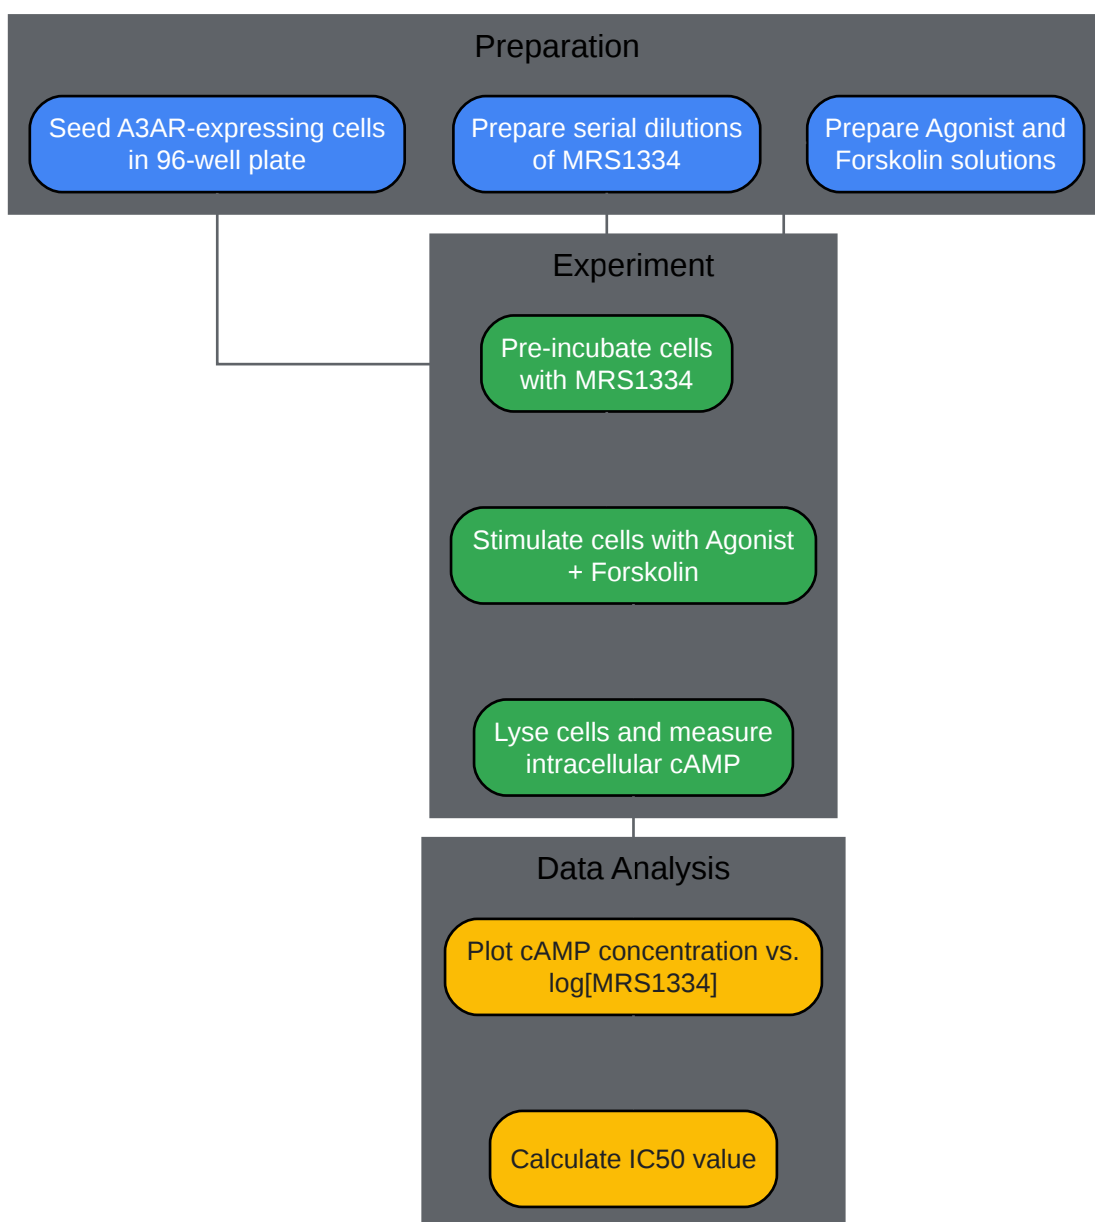 Preparation
Seed A3AR-expressing cells
in 96-well plate
Prepare serial dilutions
of MRS1334
Prepare Agonist and
Forskolin solutions
Experiment
Pre-incubate cells
with MRS1334
Stimulate cells with Agonist
+ Forskolin
Lyse cells and measure
intracellular cAMP
Data Analysis
Plot cAMP concentration vs.
log[MRS1334]
Calculate IC50 value